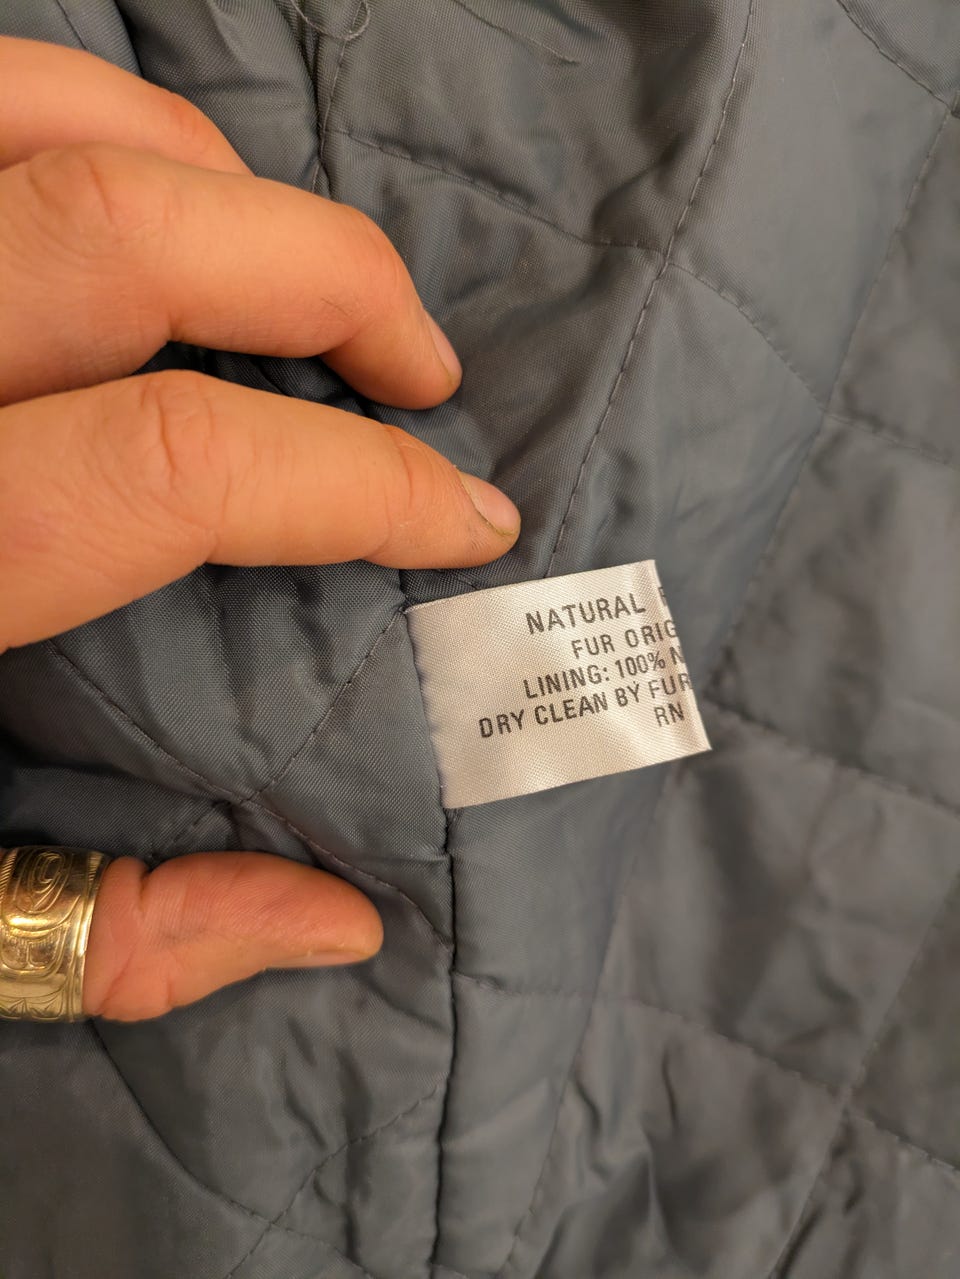 NATURAL
FUR ORIG
LINING: 100% N
DRY CLEAN BY FUR
RN